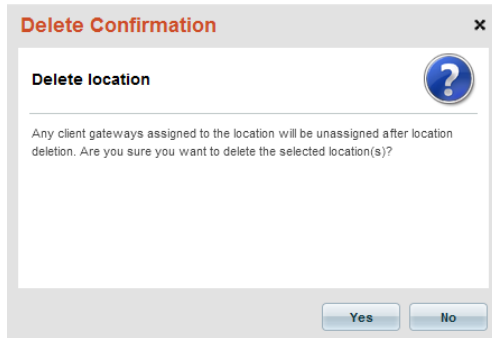 Delete Confirmation
Delete location
Any client gateways assigned to the location will be unassigned after location
deletion. Are you sure you want to delete the selected location(s)?
Yes No